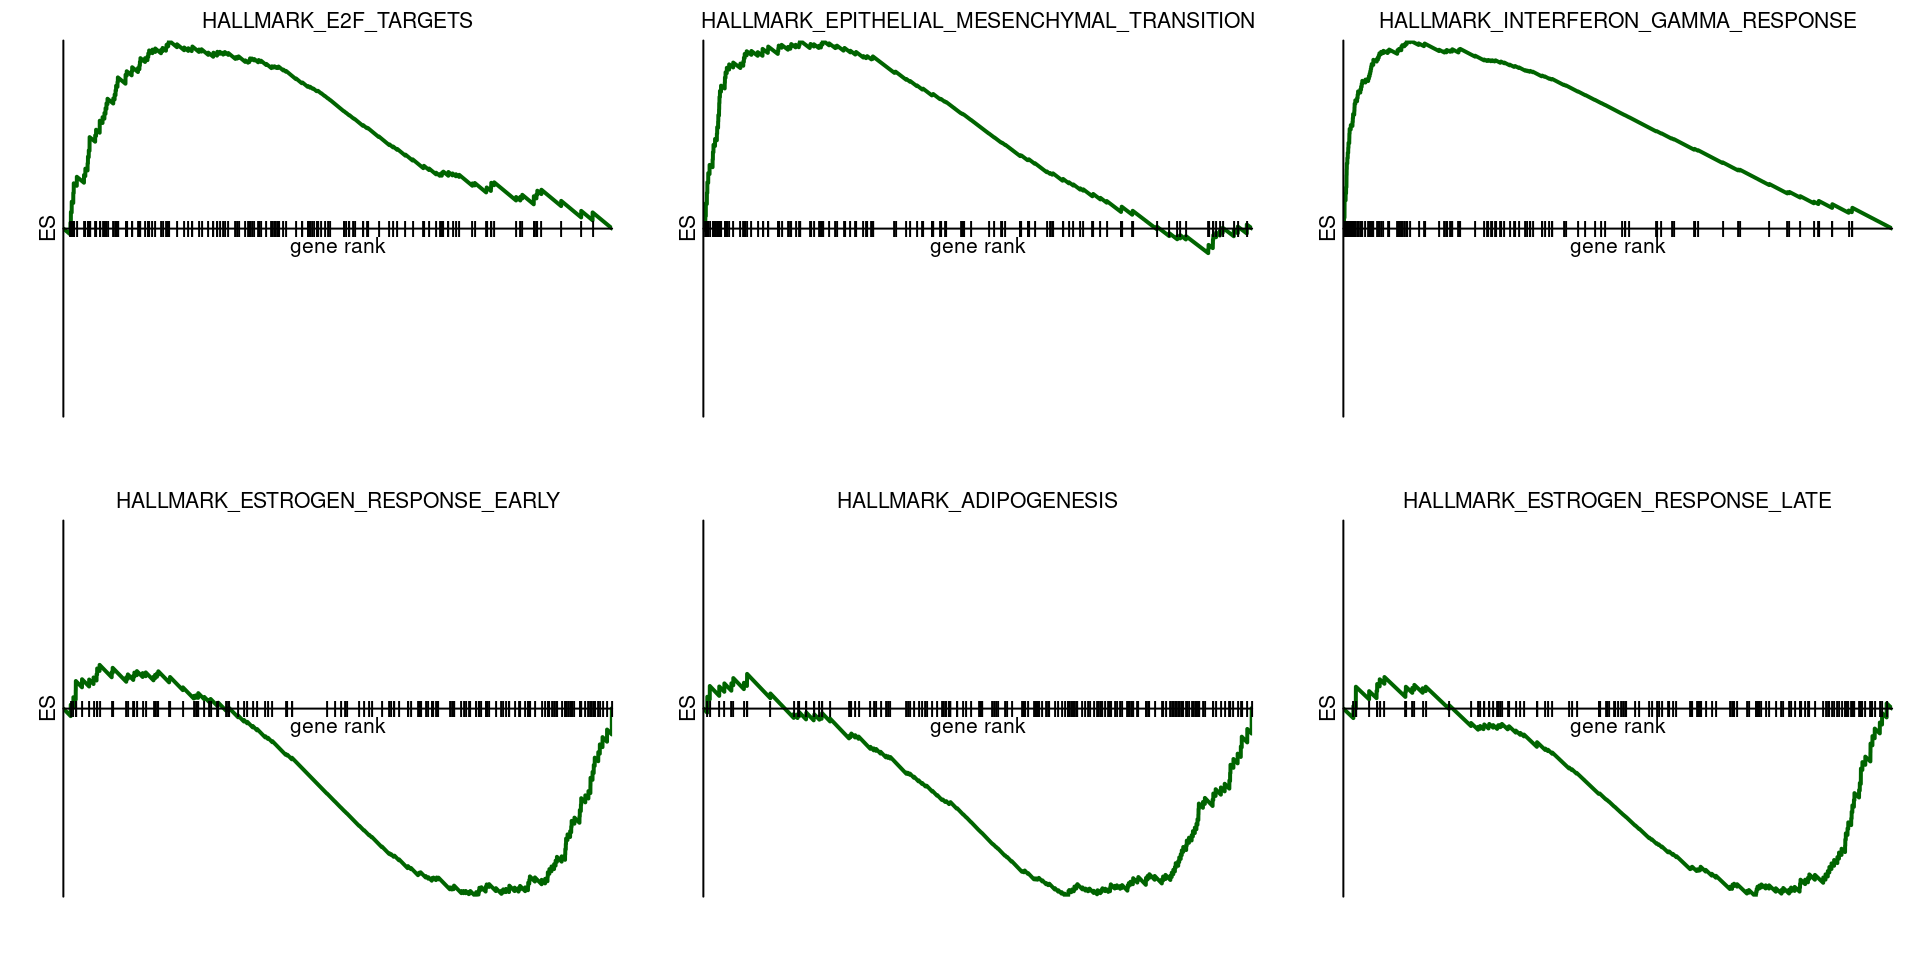 HALLMARK_E2F_TARGETS
ES
gene rank
HALLMARK_EPITHELIAL_MESENCHYMAL_TRANSITION
ES
gene rank
HALLMARK_INTERFERON_GAMMA_RESPONSE
ES
gene rank
HALLMARK_ESTROGEN_RESPONSE_EARLY
ES
gene rank
HALLMARK_ADIPOGENESIS
ES
gene rank
HALLMARK_ESTROGEN_RESPONSE_LATE
ES
gene rank